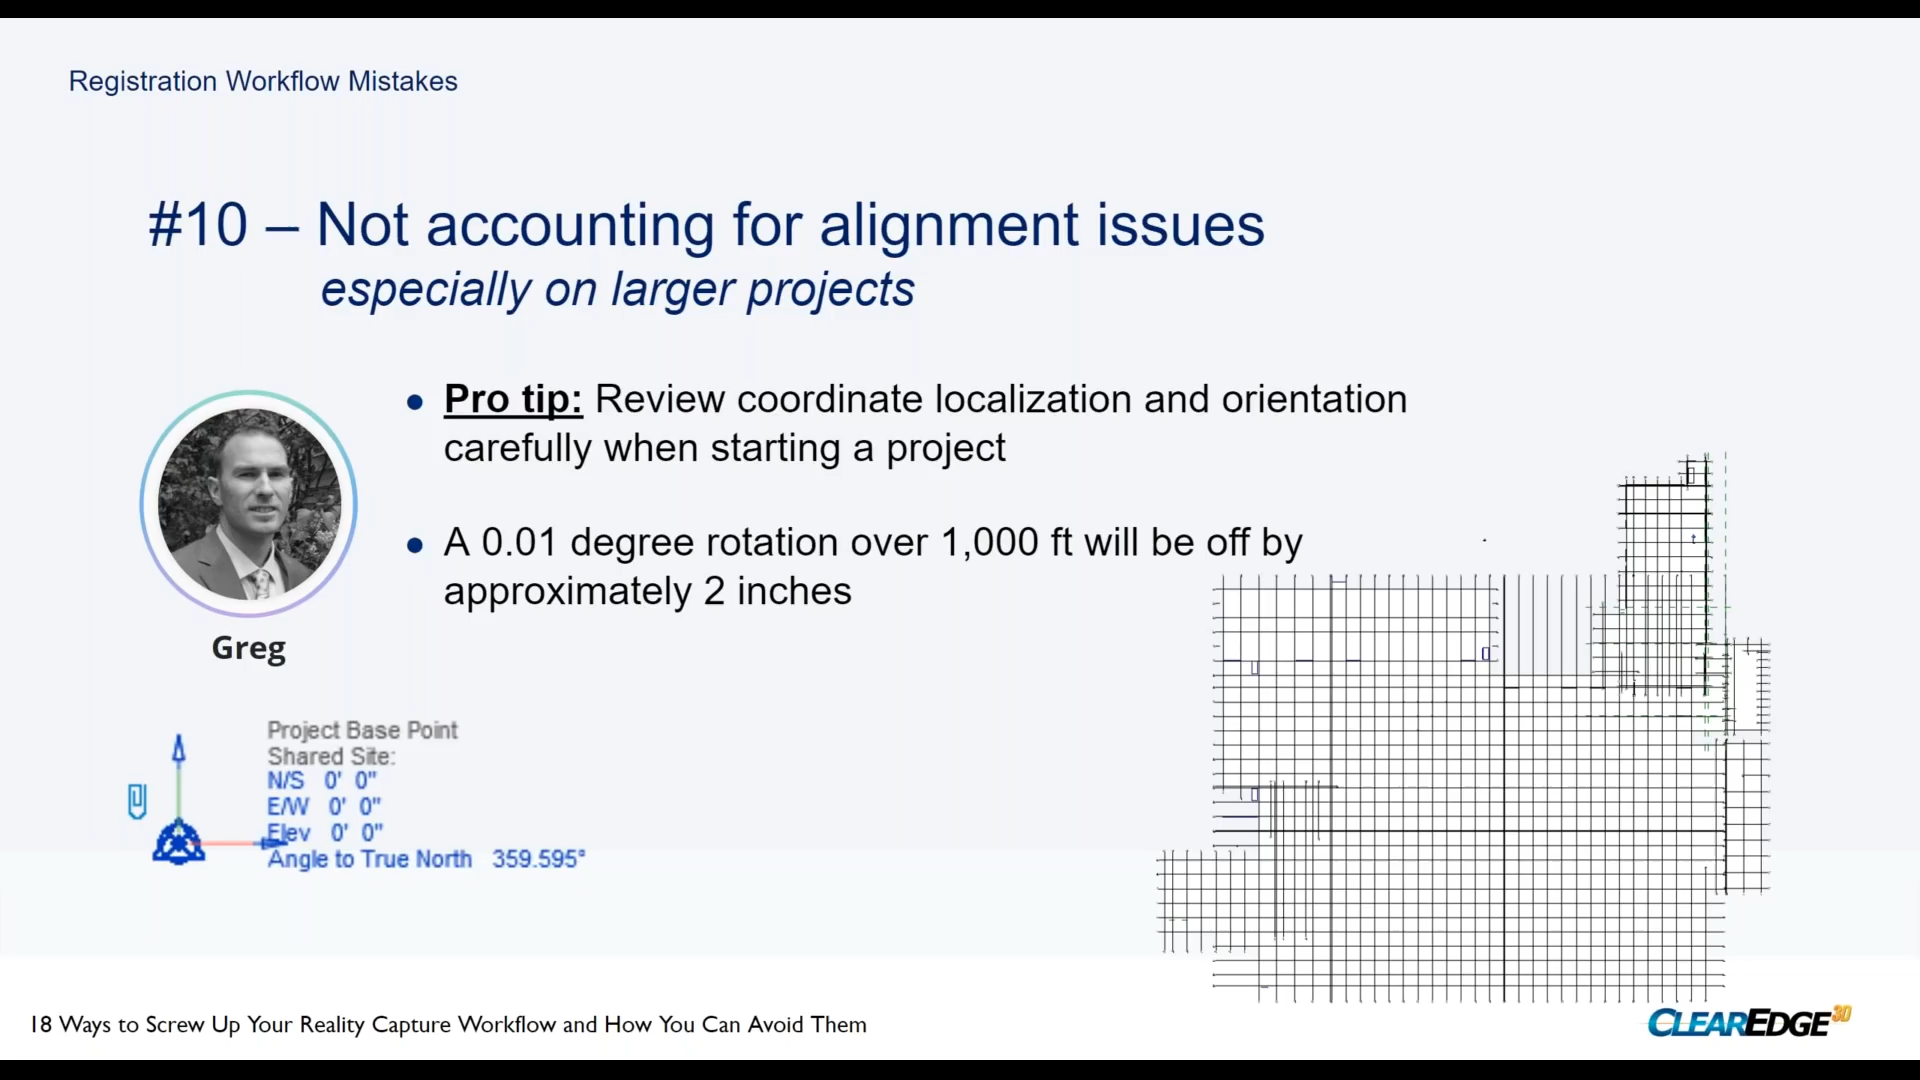 Registration Workflow Mistakes
#10 – Not accounting for alignment issues
especially on larger projects
● Pro tip: Review coordinate localization and orientation
carefully when starting a project
● A 0.01 degree rotation over 1,000 ft will be off by
approximately 2 inches
Greg
Project Base Point
Shared Site:
N/S 0' 0"
E/W 0' 0"
Elev 0' 0"
Angle to True North 359.595°
18 Ways to Screw Up Your Reality Capture Workflow and How You Can Avoid Them
CLEAREDGE3D